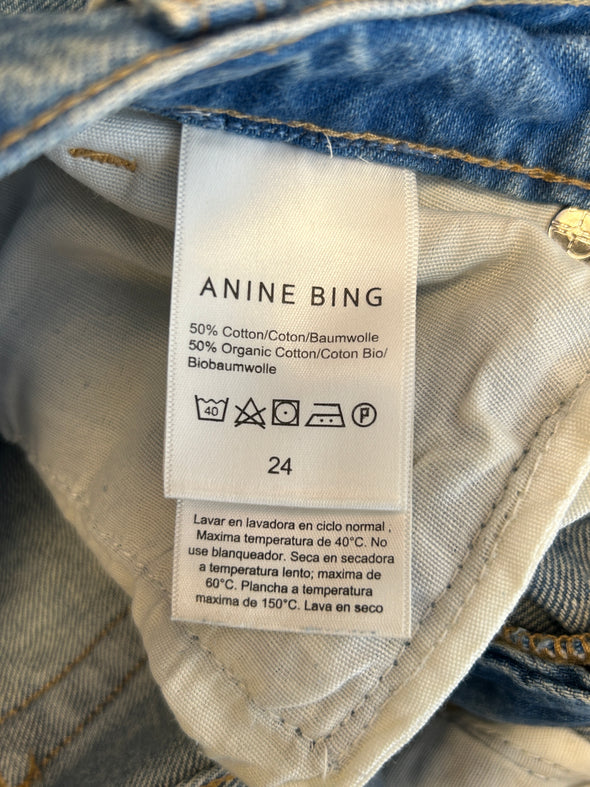 ANINE BING
50% Cotton/Coton/Baumwolle
50% Organic Cotton/Coton Bio/
Biobaumwolle
40 P
24
Lavar en lavadora en ciclo normal ,
Maxima temperatura de 40°C. No
use blanqueador. Seca en secadora
a temperatura lento; maxima de
60°C. Plancha a temperatura
maxima de 150°C. Lava en seco